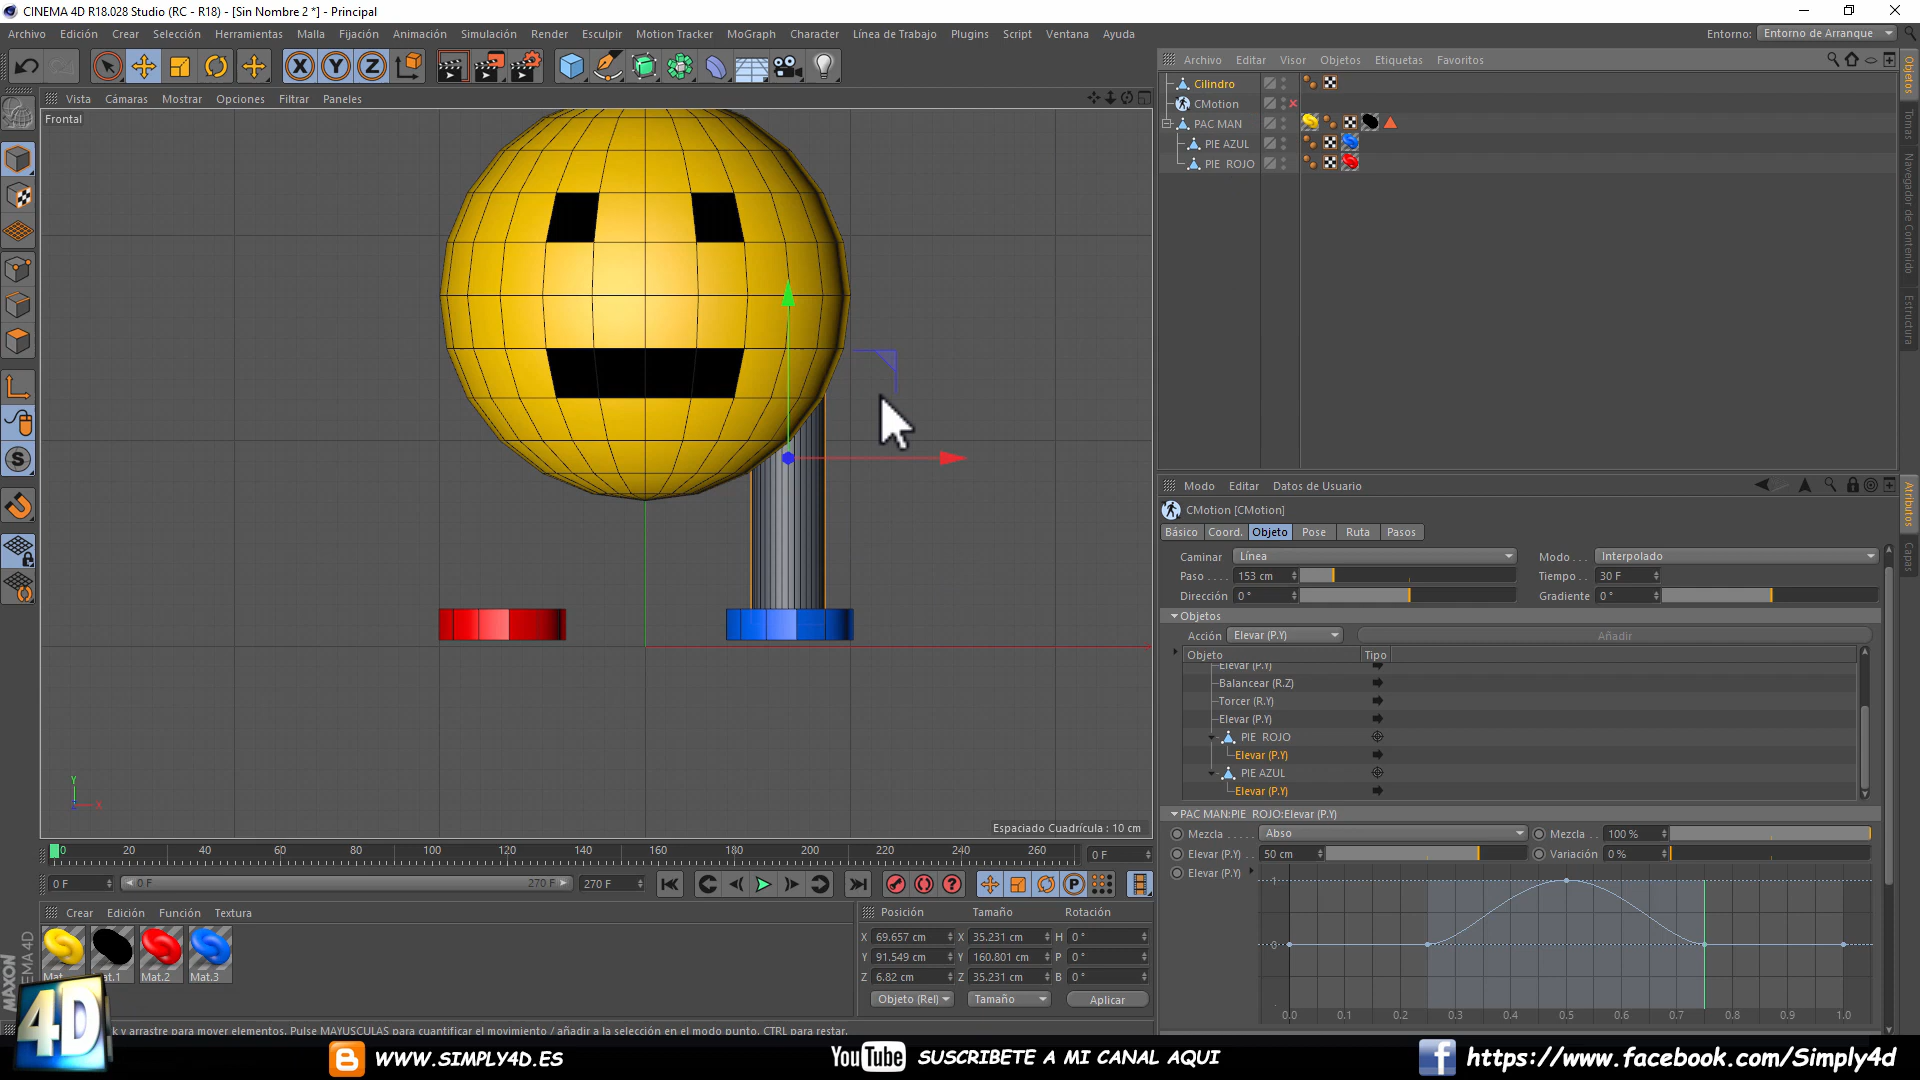 CINEMA 4D R18.028 Studio (RC - R18) - [Sin Nombre 2 *] - Principal
Archivo Edición Crear Selección Herramientas Malla Fijación Animación Simulación Render Esculpir Motion Tracker MoGraph Character Línea de Trabajo Plugins Script Ventana Ayuda
Entorno: Entorno de Arranque
Vista Cámaras Mostrar Opciones Filtrar Paneles
Frontal
Archivo Editar Visor Objetos Etiquetas Favoritos
Cilindro
CMotion
PAC MAN
PIE AZUL
PIE ROJO
Objetos
Tomas
Navegador de Contenido
Estructura
Espaciado Cuadrícula : 10 cm
Y
X
Modo Editar Datos de Usuario
CMotion [CMotion]
Básico Coord. Objeto Pose Ruta Pasos
Caminar Línea Modo . . . Interpolado
Paso . . . . 153 cm Tiempo . . 30 F
Dirección 0 ° Gradiente 0 °
Objetos
Acción Elevar (P.Y) Añadir
Objeto Tipo
Elevar (P.Y)
Balancear (R.Z)
Torcer (R.Y)
Elevar (P.Y)
PIE ROJO
Elevar (P.Y)
PIE AZUL
Elevar (P.Y)
PAC MAN:PIE ROJO:Elevar (P.Y)
Mezcla . . . . . Abso Mezcla . . 100 %
Elevar (P.Y) . . 50 cm Variación 0 %
Elevar (P.Y)
1
0
0.0 0.1 0.2 0.3 0.4 0.5 0.6 0.7 0.8 0.9 1.0
Atributos
Capas
0 20 40 60 80 100 120 140 160 180 200 220 240 260 0 F
0 F 0 F 270 F 270 F
Crear Edición Función Textura
Mat.1 Mat.2 Mat.3
Posición Tamaño Rotación
X 69.657 cm X 35.231 cm H 0 °
Y 91.549 cm Y 160.801 cm P 0 °
Z 6.82 cm Z 35.231 cm B 0 °
Objeto (Rel) Tamaño Aplicar
k y arrastre para mover elementos. Pulse MAYUSCULAS para cuantificar el movimiento / añadir a la selección en el modo punto, CTRL para restar.
MAXON
4D
WWW.SIMPLY4D.ES
YouTube SUSCRIBETE A MI CANAL AQUI
https://www.facebook.com/Simply4d